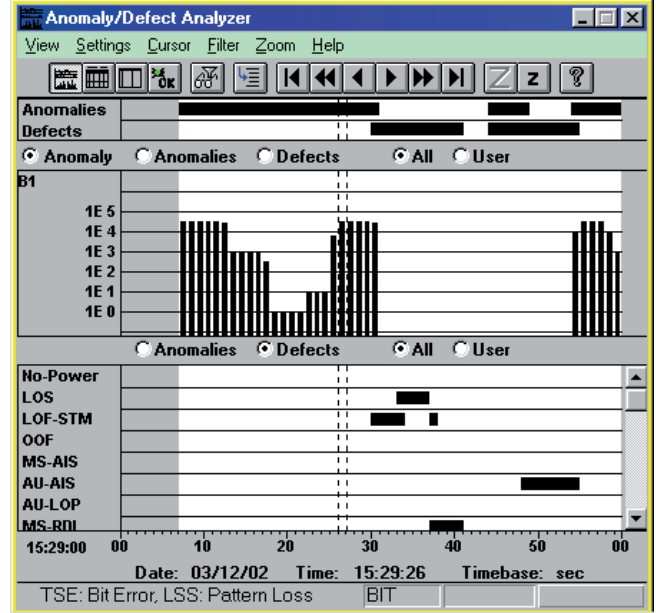 Anomaly/Defect Analyzer
View Settings Cursor Filter Zoom Help
OK Z z ?
Anomalies
Defects
Anomaly Anomalies Defects All User
B1
1E 5
1E 4
1E 3
1E 2
1E 1
1E 0
Anomalies Defects All User
No-Power
LOS
LOF-STM
OOF
MS-AIS
AU-AIS
AU-LOP
MS-RDI
15:29:00 00 10 20 30 40 50 00
Date: 03/12/02 Time: 15:29:26 Timebase: sec
TSE: Bit Error, LSS: Pattern Loss BIT